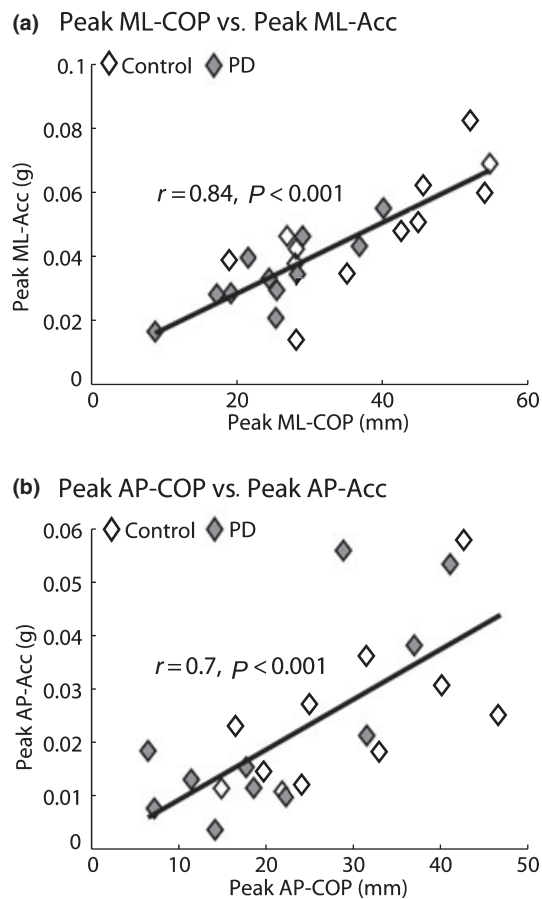 (a) Peak ML-COP vs. Peak ML-Acc
Control PD
0.1
0.08
0.06
0.04
0.02
0
Peak ML-Acc (g)
r = 0.84, P < 0.001
0 20 40 60
Peak ML-COP (mm)
(b) Peak AP-COP vs. Peak AP-Acc
Control PD
0.06
0.05
0.04
0.03
0.02
0.01
0
Peak AP-Acc (g)
r = 0.7, P < 0.001
0 10 20 30 40 50
Peak AP-COP (mm)